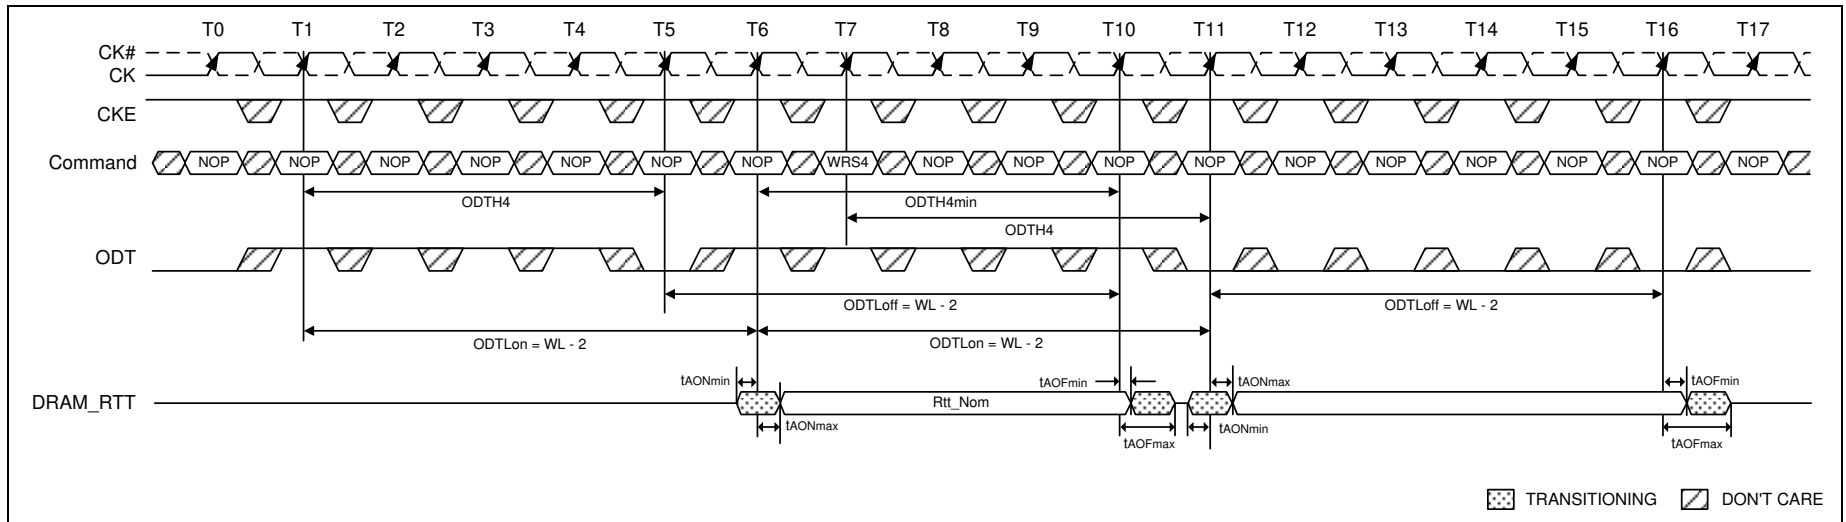 T0 T1 T2 T3 T4 T5 T6 T7 T8 T9 T10 T11 T12 T13 T14 T15 T16 T17
CK#
CK
CKE
Command NOP NOP NOP NOP NOP NOP NOP WRS4 NOP NOP NOP NOP NOP NOP NOP NOP NOP NOP
ODTH4 ODTH4min
ODTH4
ODT
ODTLoff = WL - 2 ODTLoff = WL - 2
ODTLon = WL - 2 ODTLon = WL - 2
tAONmin tAOFmin tAONmax tAOFmin
DRAM_RTT Rtt_Nom
tAONmax tAOFmax tAONmin tAOFmax
TRANSITIONING DON'T CARE